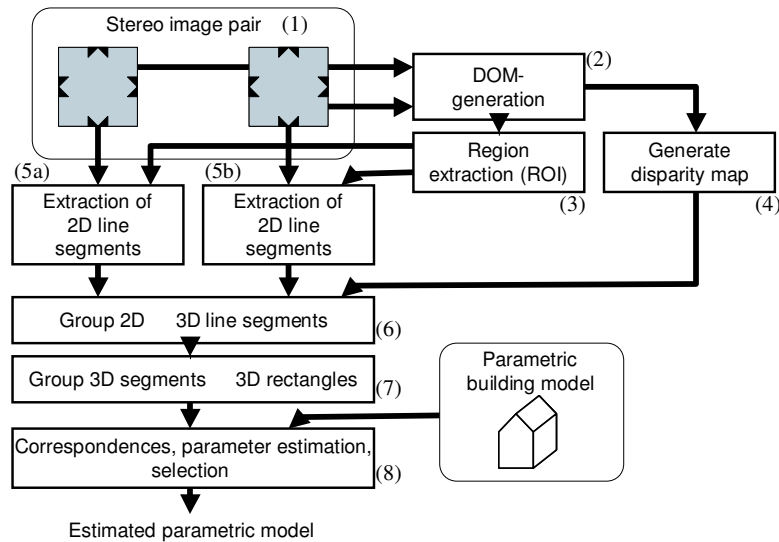 Stereo image pair (1)
DOM-
generation
(2)
Region
extraction (ROI)
(3)
Generate
disparity map
(4)
(5a)
Extraction of
2D line
segments
(5b)
Extraction of
2D line
segments
Group 2D 3D line segments
(6)
Group 3D segments 3D rectangles
(7)
Parametric
building model
Correspondences, parameter estimation,
selection
(8)
Estimated parametric model